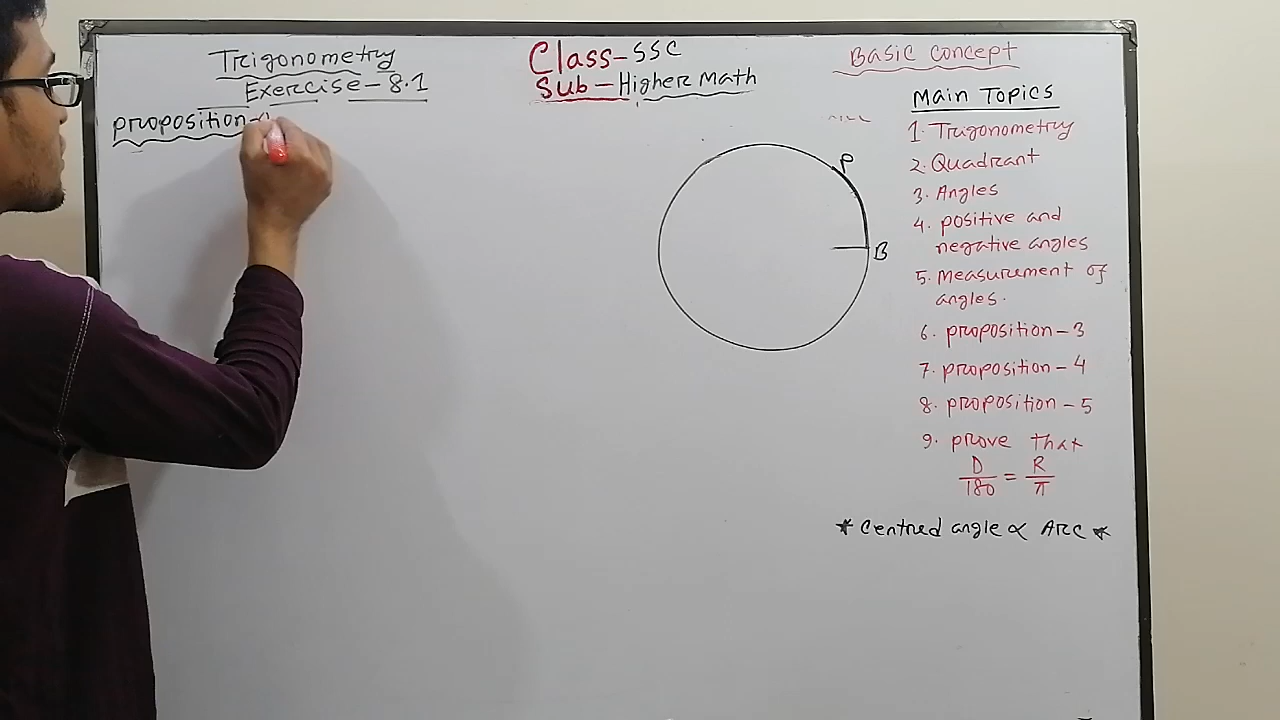 Trigonometry
Exercise-8.1
Class-SSC
Sub-Higher Math
Basic Concept
proposition-
P
B
Main Topics
1. Trigonometry
2. Quadrant
3. Angles
4. positive and
negative angles
5. Measurement of
angles.
6. proposition-3
7. proposition-4
8. proposition-5
9. prove that
D/180 = R/π
* Centred angle ∝ Arc *